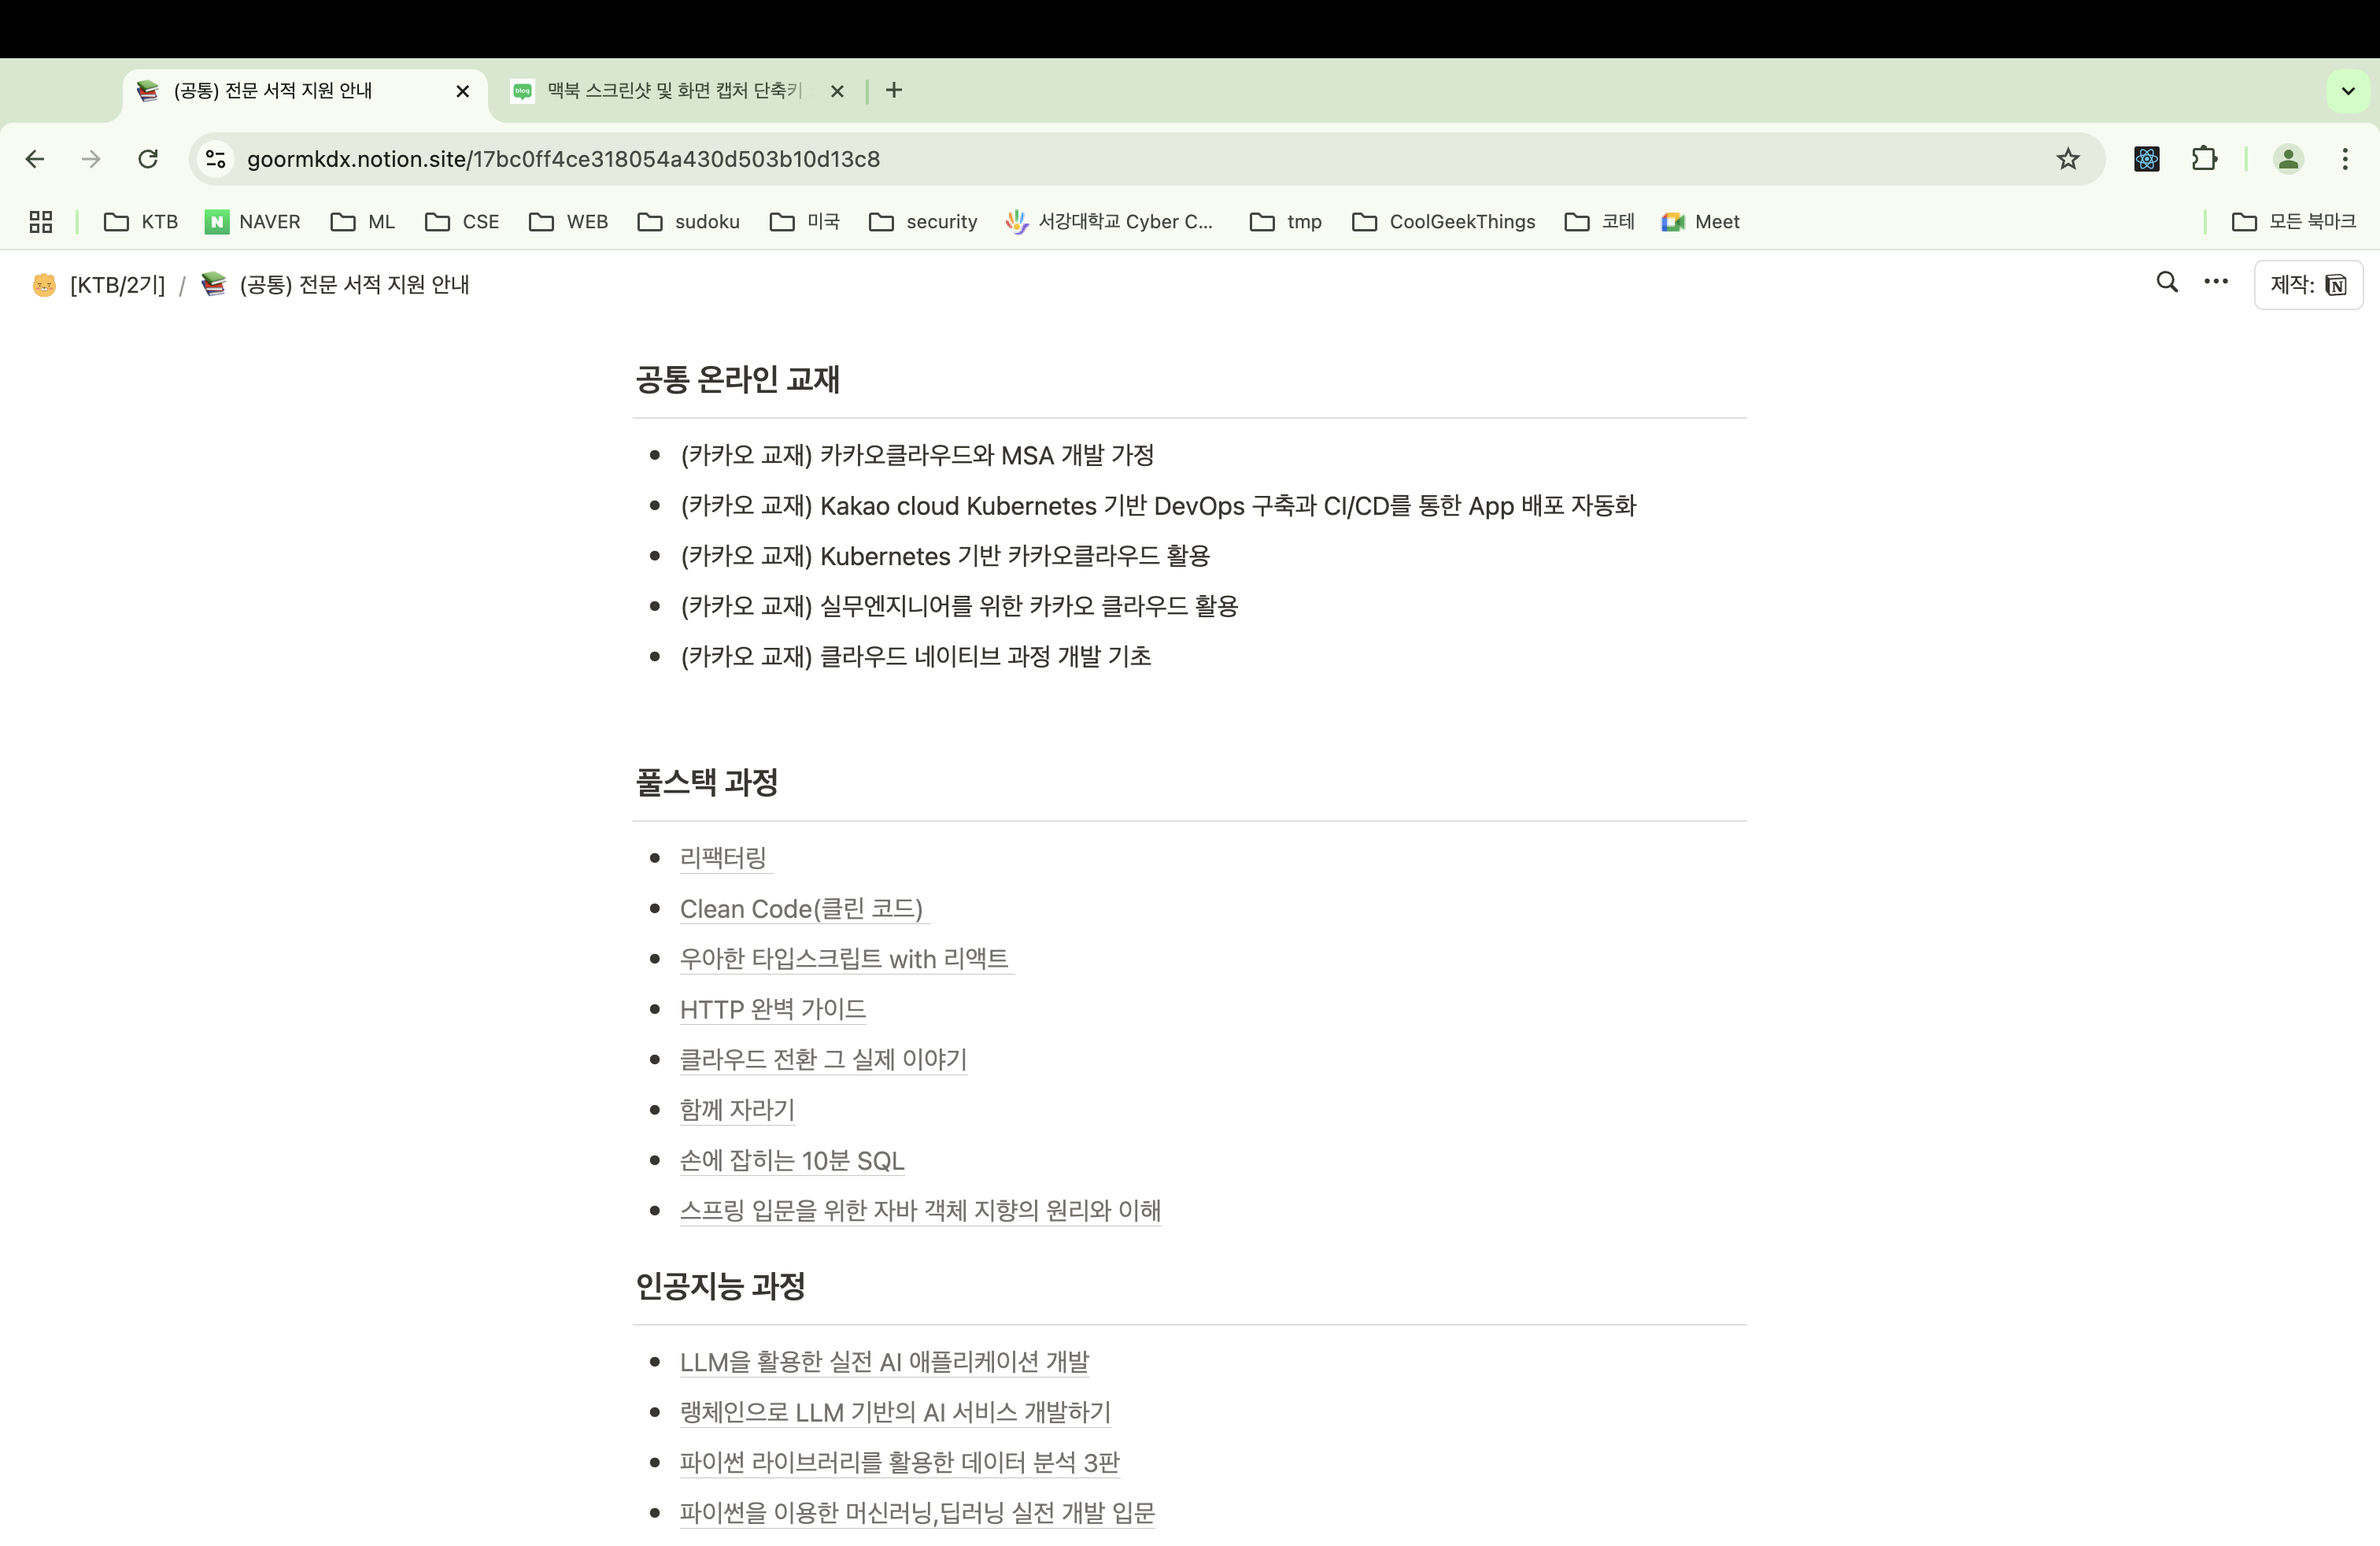 (공통) 전문 서적 지원 안내
맥북 스크린샷 및 화면 캡처 단축키
goormkdx.notion.site/17bc0ff4ce318054a430d503b10d13c8
KTB NAVER ML CSE WEB sudoku 미국 security 서강대학교 Cyber C... tmp CoolGeekThings 코테 Meet 모든 북마크
[KTB/2기] / (공통) 전문 서적 지원 안내
제작:
공통 온라인 교재
(카카오 교재) 카카오클라우드와 MSA 개발 가정
(카카오 교재) Kakao cloud Kubernetes 기반 DevOps 구축과 CI/CD를 통한 App 배포 자동화
(카카오 교재) Kubernetes 기반 카카오클라우드 활용
(카카오 교재) 실무엔지니어를 위한 카카오 클라우드 활용
(카카오 교재) 클라우드 네이티브 과정 개발 기초
풀스택 과정
리팩터링
Clean Code(클린 코드)
우아한 타입스크립트 with 리액트
HTTP 완벽 가이드
클라우드 전환 그 실제 이야기
함께 자라기
손에 잡히는 10분 SQL
스프링 입문을 위한 자바 객체 지향의 원리와 이해
인공지능 과정
LLM을 활용한 실전 AI 애플리케이션 개발
랭체인으로 LLM 기반의 AI 서비스 개발하기
파이썬 라이브러리를 활용한 데이터 분석 3판
파이썬을 이용한 머신러닝,딥러닝 실전 개발 입문